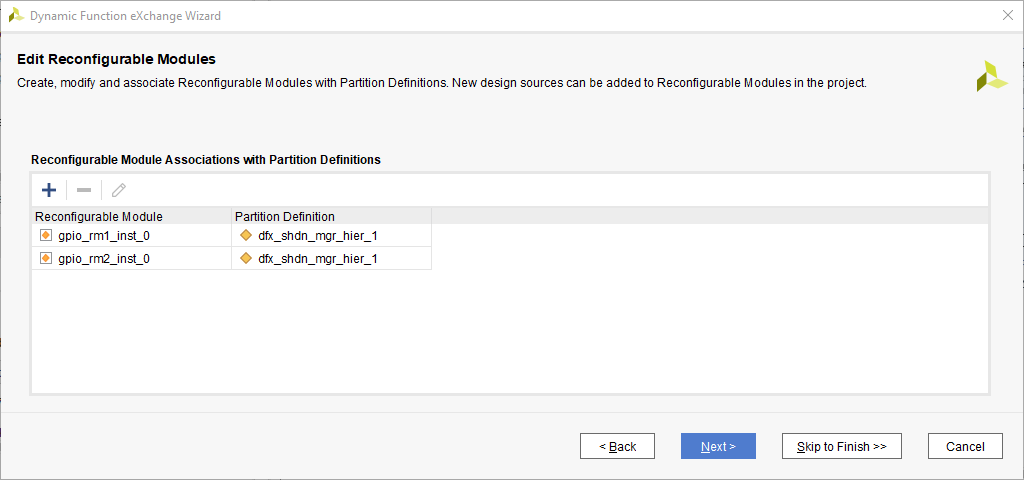 Dynamic Function eXchange Wizard
Edit Reconfigurable Modules
Create, modify and associate Reconfigurable Modules with Partition Definitions. New design sources can be added to Reconfigurable Modules in the project.
Reconfigurable Module Associations with Partition Definitions
Reconfigurable Module Partition Definition
gpio_rm1_inst_0 dfx_shdn_mgr_hier_1
gpio_rm2_inst_0 dfx_shdn_mgr_hier_1
< Back Next > Skip to Finish >> Cancel